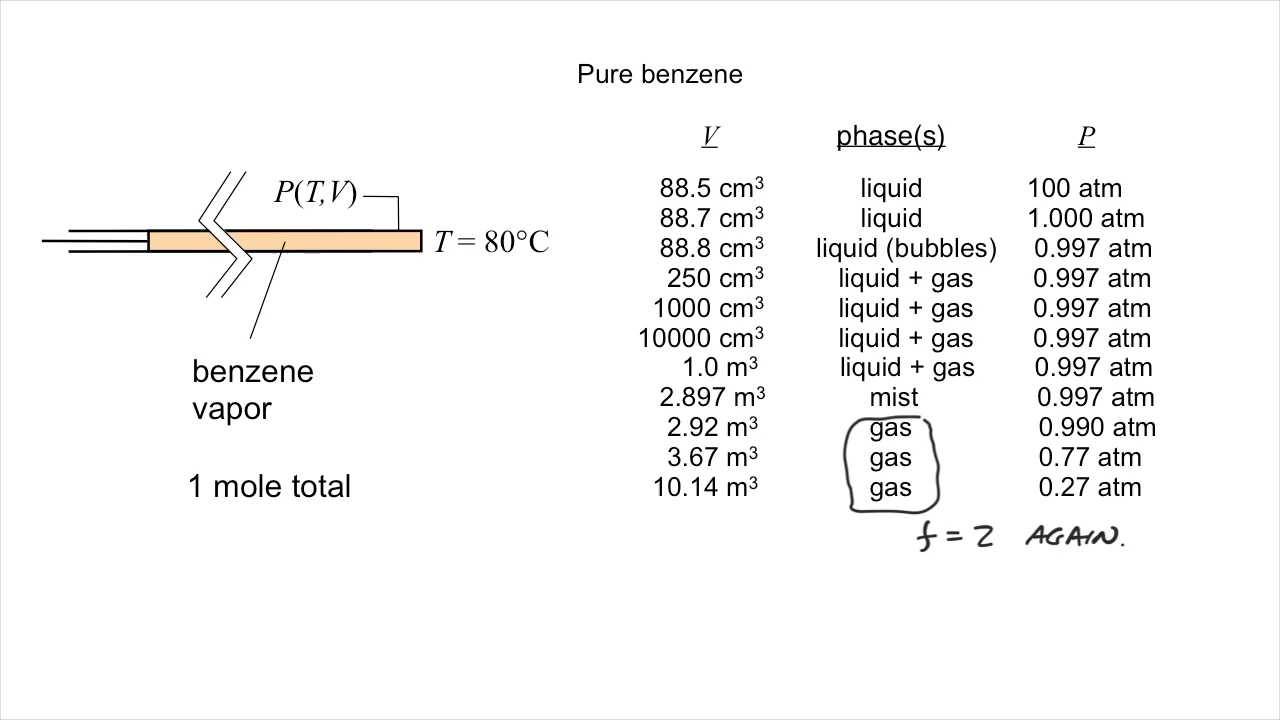 Pure benzene
V phase(s) P
P(T,V)
T = 80°C
88.5 cm³ liquid 100 atm
88.7 cm³ liquid 1.000 atm
88.8 cm³ liquid (bubbles) 0.997 atm
250 cm³ liquid + gas 0.997 atm
1000 cm³ liquid + gas 0.997 atm
10000 cm³ liquid + gas 0.997 atm
1.0 m³ liquid + gas 0.997 atm
2.897 m³ mist 0.997 atm
2.92 m³ gas 0.990 atm
3.67 m³ gas 0.77 atm
10.14 m³ gas 0.27 atm
benzene
vapor
1 mole total
f = 2 AGAIN.